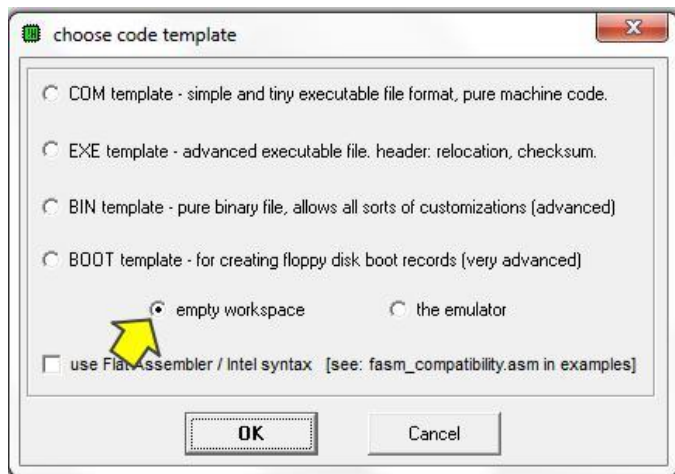 choose code template
COM template - simple and tiny executable file format, pure machine code.
EXE template - advanced executable file. header: relocation, checksum.
BIN template - pure binary file, allows all sorts of customizations (advanced)
BOOT template - for creating floppy disk boot records (very advanced)
empty workspace the emulator
use Flat Assembler / Intel syntax [see: fasm_compatibility.asm in examples]
OK Cancel